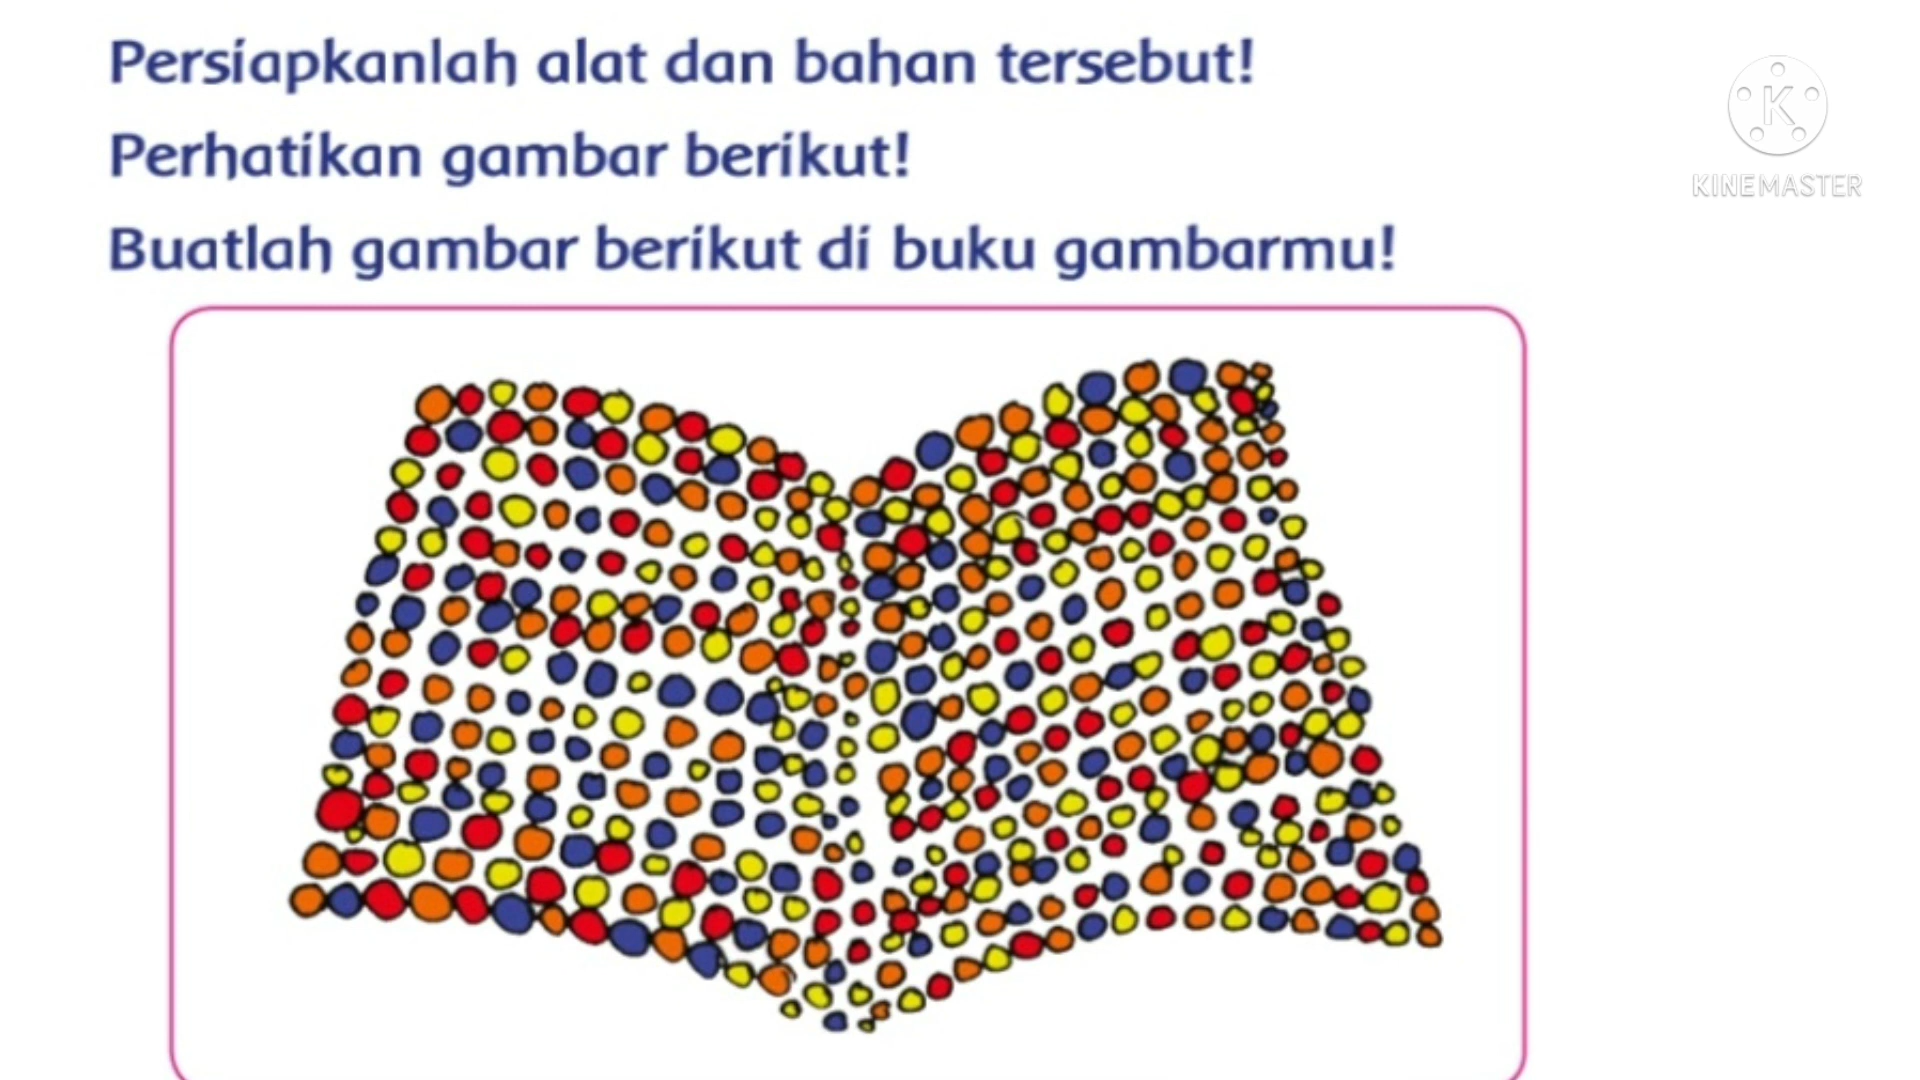 Persiapkanlah alat dan bahan tersebut!
Perhatikan gambar berikut!
Buatlah gambar berikut di buku gambarmu!
K
KINEMASTER